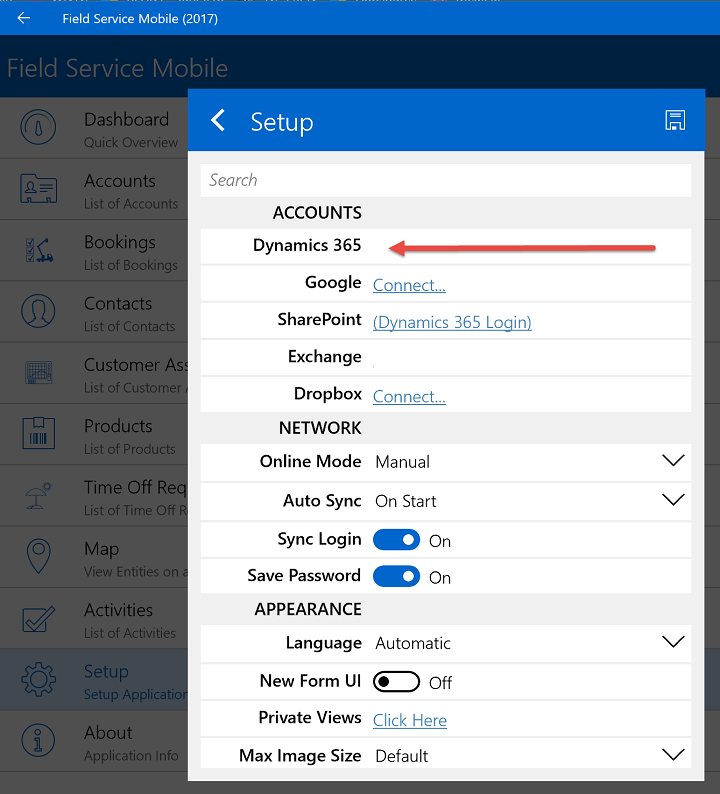 Field Service Mobile (2017)
Field Service Mobile
Dashboard
Quick Overview
Accounts
List of Accounts
Bookings
List of Bookings
Contacts
List of Contacts
Customer Ass
List of Customer A
Products
List of Products
Time Off Req
List of Time Off R
Map
View Entities on a
Activities
List of Activities
Setup
Setup Application
About
Application Info
Setup
Search
ACCOUNTS
Dynamics 365
Google Connect...
SharePoint (Dynamics 365 Login)
Exchange
Dropbox Connect...
NETWORK
Online Mode Manual
Auto Sync On Start
Sync Login On
Save Password On
APPEARANCE
Language Automatic
New Form UI Off
Private Views Click Here
Max Image Size Default